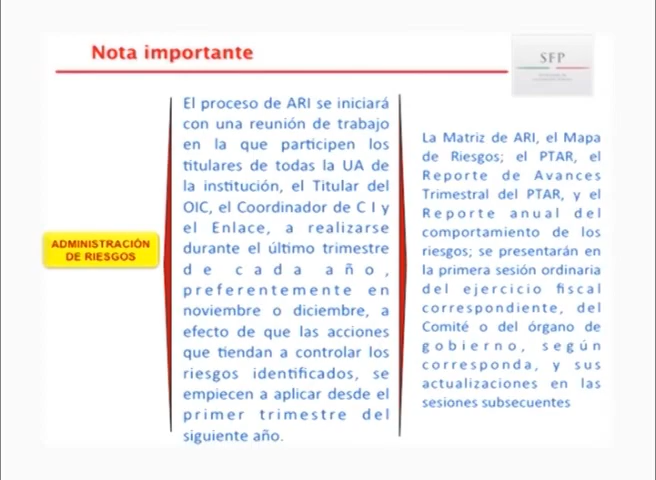 Nota importante
SFP
ADMINISTRACIÓN
DE RIESGOS
El proceso de ARI se iniciará
con una reunión de trabajo
en la que participen los
titulares de todas la UA de
la institución, el Titular del
OIC, el Coordinador de C I y
el Enlace, a realizarse
durante el último trimestre
de cada año,
preferentemente en
noviembre o diciembre, a
efecto de que las acciones
que tiendan a controlar los
riesgos identificados, se
empiecen a aplicar desde el
primer trimestre del
siguiente año.
La Matriz de ARI, el Mapa
de Riesgos; el PTAR, el
Reporte de Avances
Trimestral del PTAR, y el
Reporte anual del
comportamiento de los
riesgos; se presentarán en
la primera sesión ordinaria
del ejercicio fiscal
correspondiente, del
Comité o del órgano de
gobierno, según
corresponda, y sus
actualizaciones en las
sesiones subsecuentes